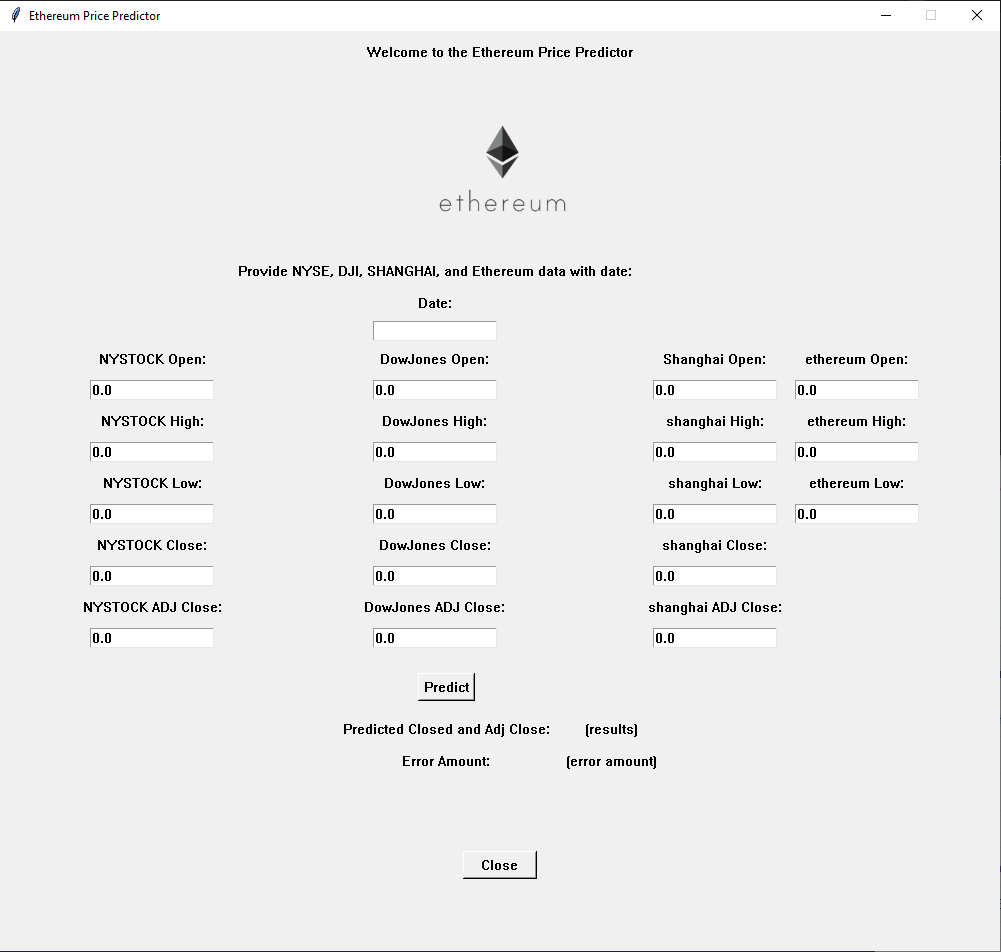 Ethereum Price Predictor
Welcome to the Ethereum Price Predictor
ethereum
Provide NYSE, DJI, SHANGHAI, and Ethereum data with date:
Date:
NYSTOCK Open: DowJones Open: Shanghai Open: ethereum Open:
0.0 0.0 0.0 0.0
NYSTOCK High: DowJones High: shanghai High: ethereum High:
0.0 0.0 0.0 0.0
NYSTOCK Low: DowJones Low: shanghai Low: ethereum Low:
0.0 0.0 0.0 0.0
NYSTOCK Close: DowJones Close: shanghai Close:
0.0 0.0 0.0
NYSTOCK ADJ Close: DowJones ADJ Close: shanghai ADJ Close:
0.0 0.0 0.0
Predict
Predicted Closed and Adj Close: (results)
Error Amount: (error amount)
Close